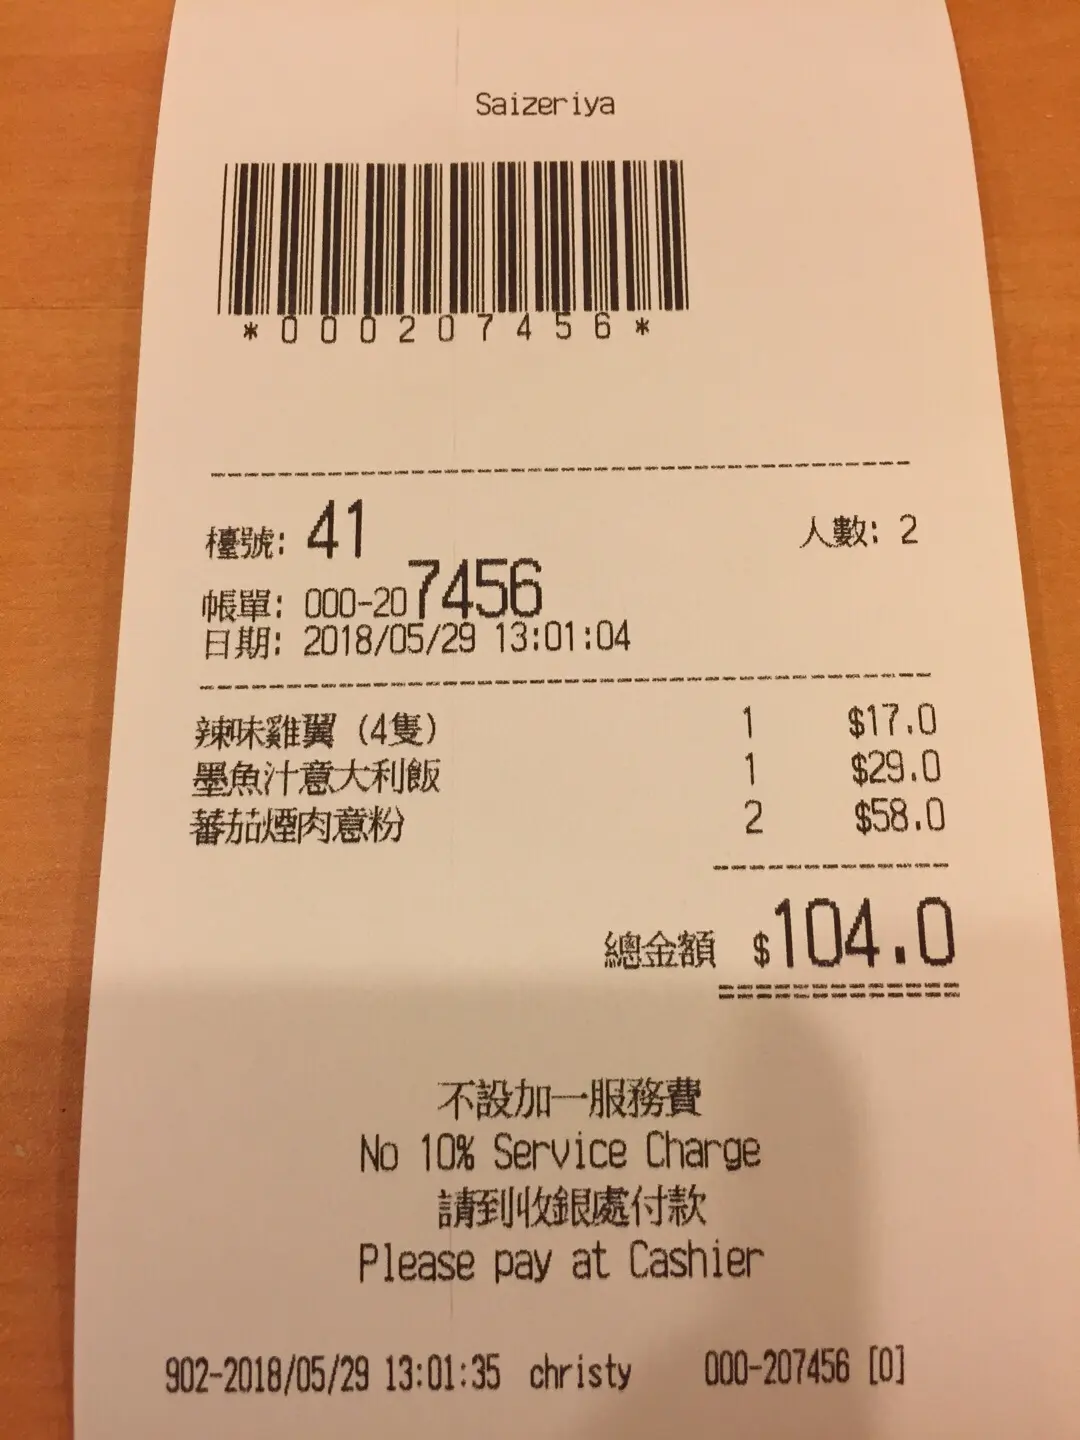 Saizeriya
*000207456*
檯號: 41 人數: 2
帳單: 000-207456
日期: 2018/05/29 13:01:04
辣味雞翼 (4隻) 1 $17.0
墨魚汁意大利飯 1 $29.0
蕃茄煙肉意粉 2 $58.0
總金額 $104.0
不設加一服務費
No 10% Service Charge
請到收銀處付款
Please pay at Cashier
902-2018/05/29 13:01:35 christy 000-207456 [0]